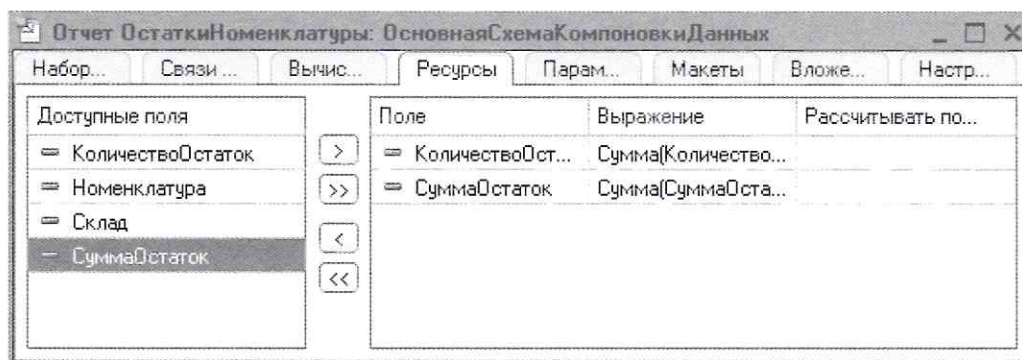 Отчет ОстаткиНоменклатуры: ОсновнаяСхемаКомпоновкиДанных
Набор... Связи ... Вычис... Ресурсы Парам... Макеты Вложе... Настр...
Доступные поля
КоличествоОстаток
Номенклатура
Склад
СуммаОстаток
>
>>
<
<<
Поле Выражение Рассчитывать по...
КоличествоОст... Сумма(Количество...
СуммаОстаток Сумма(СуммаОста...